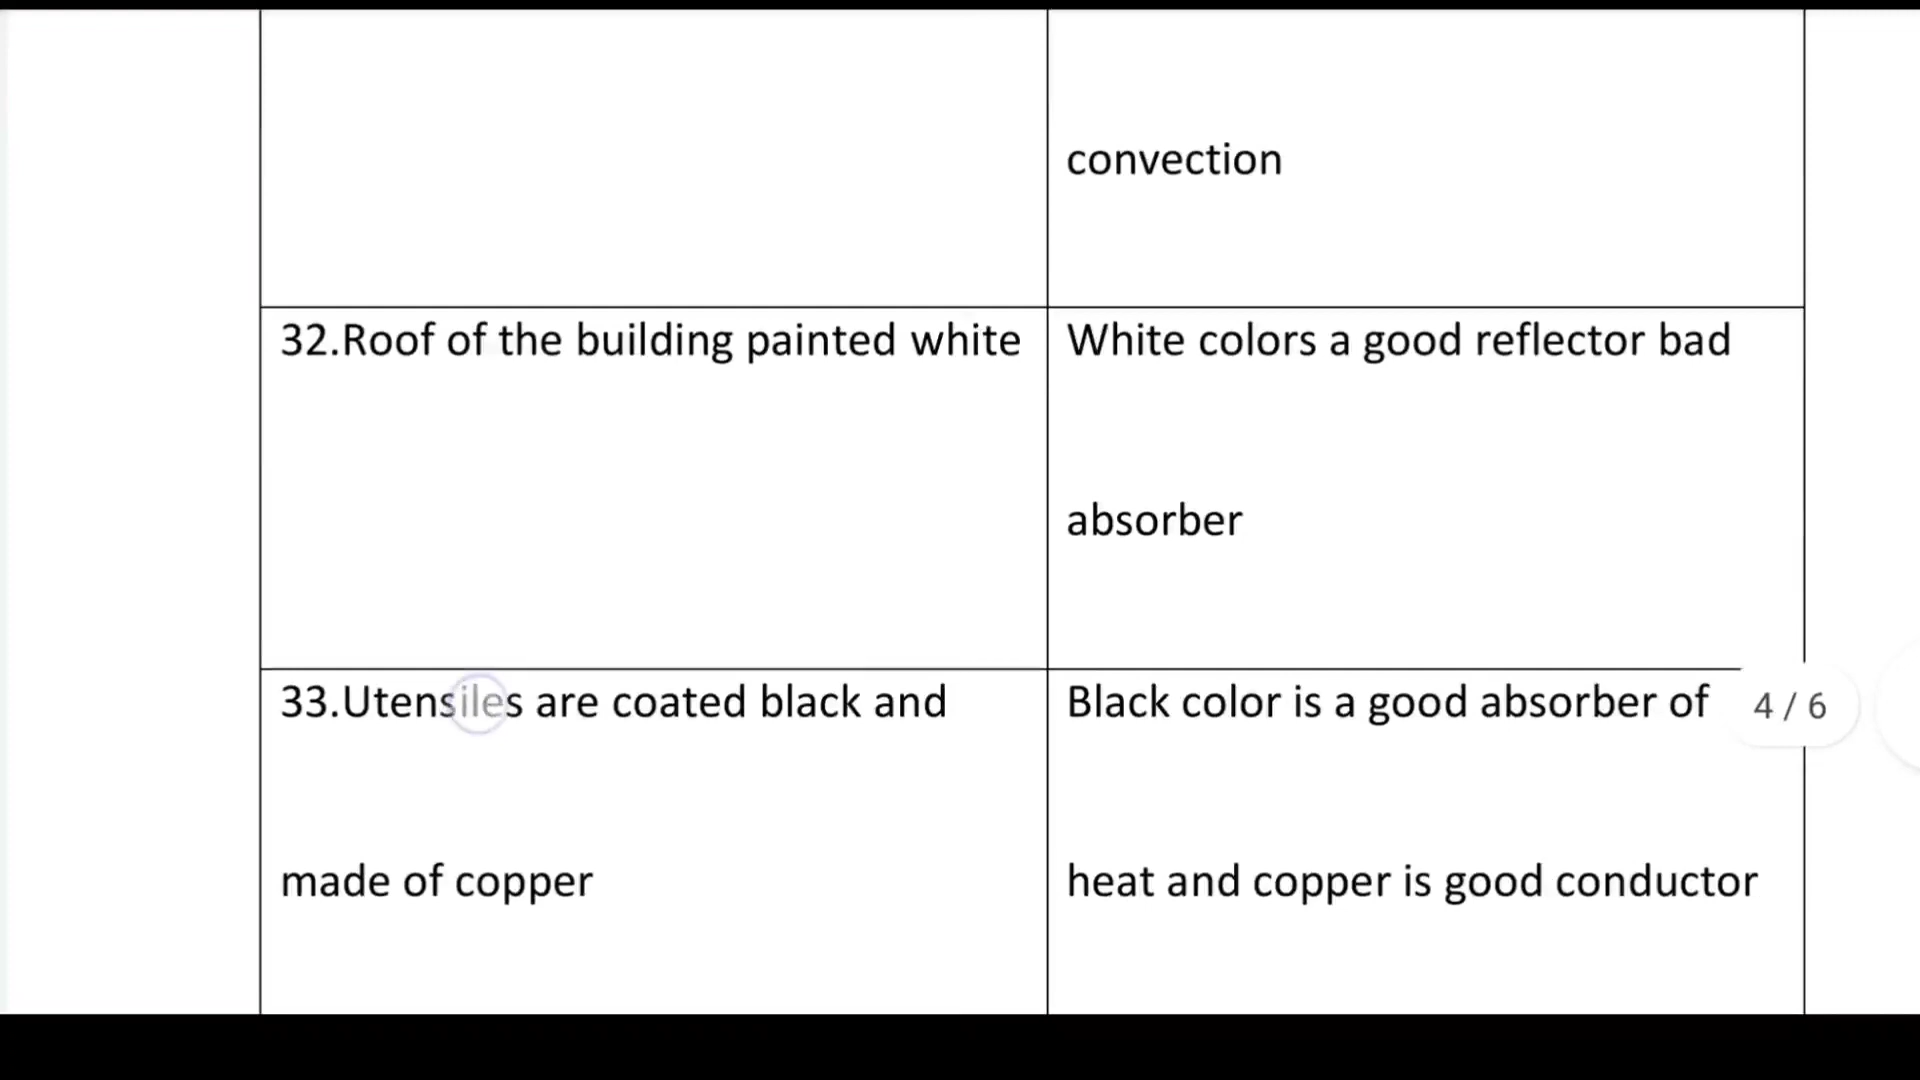 convection
32.Roof of the building painted white
White colors a good reflector bad
absorber
33.Utensiles are coated black and
made of copper
Black color is a good absorber of
heat and copper is good conductor
4 / 6